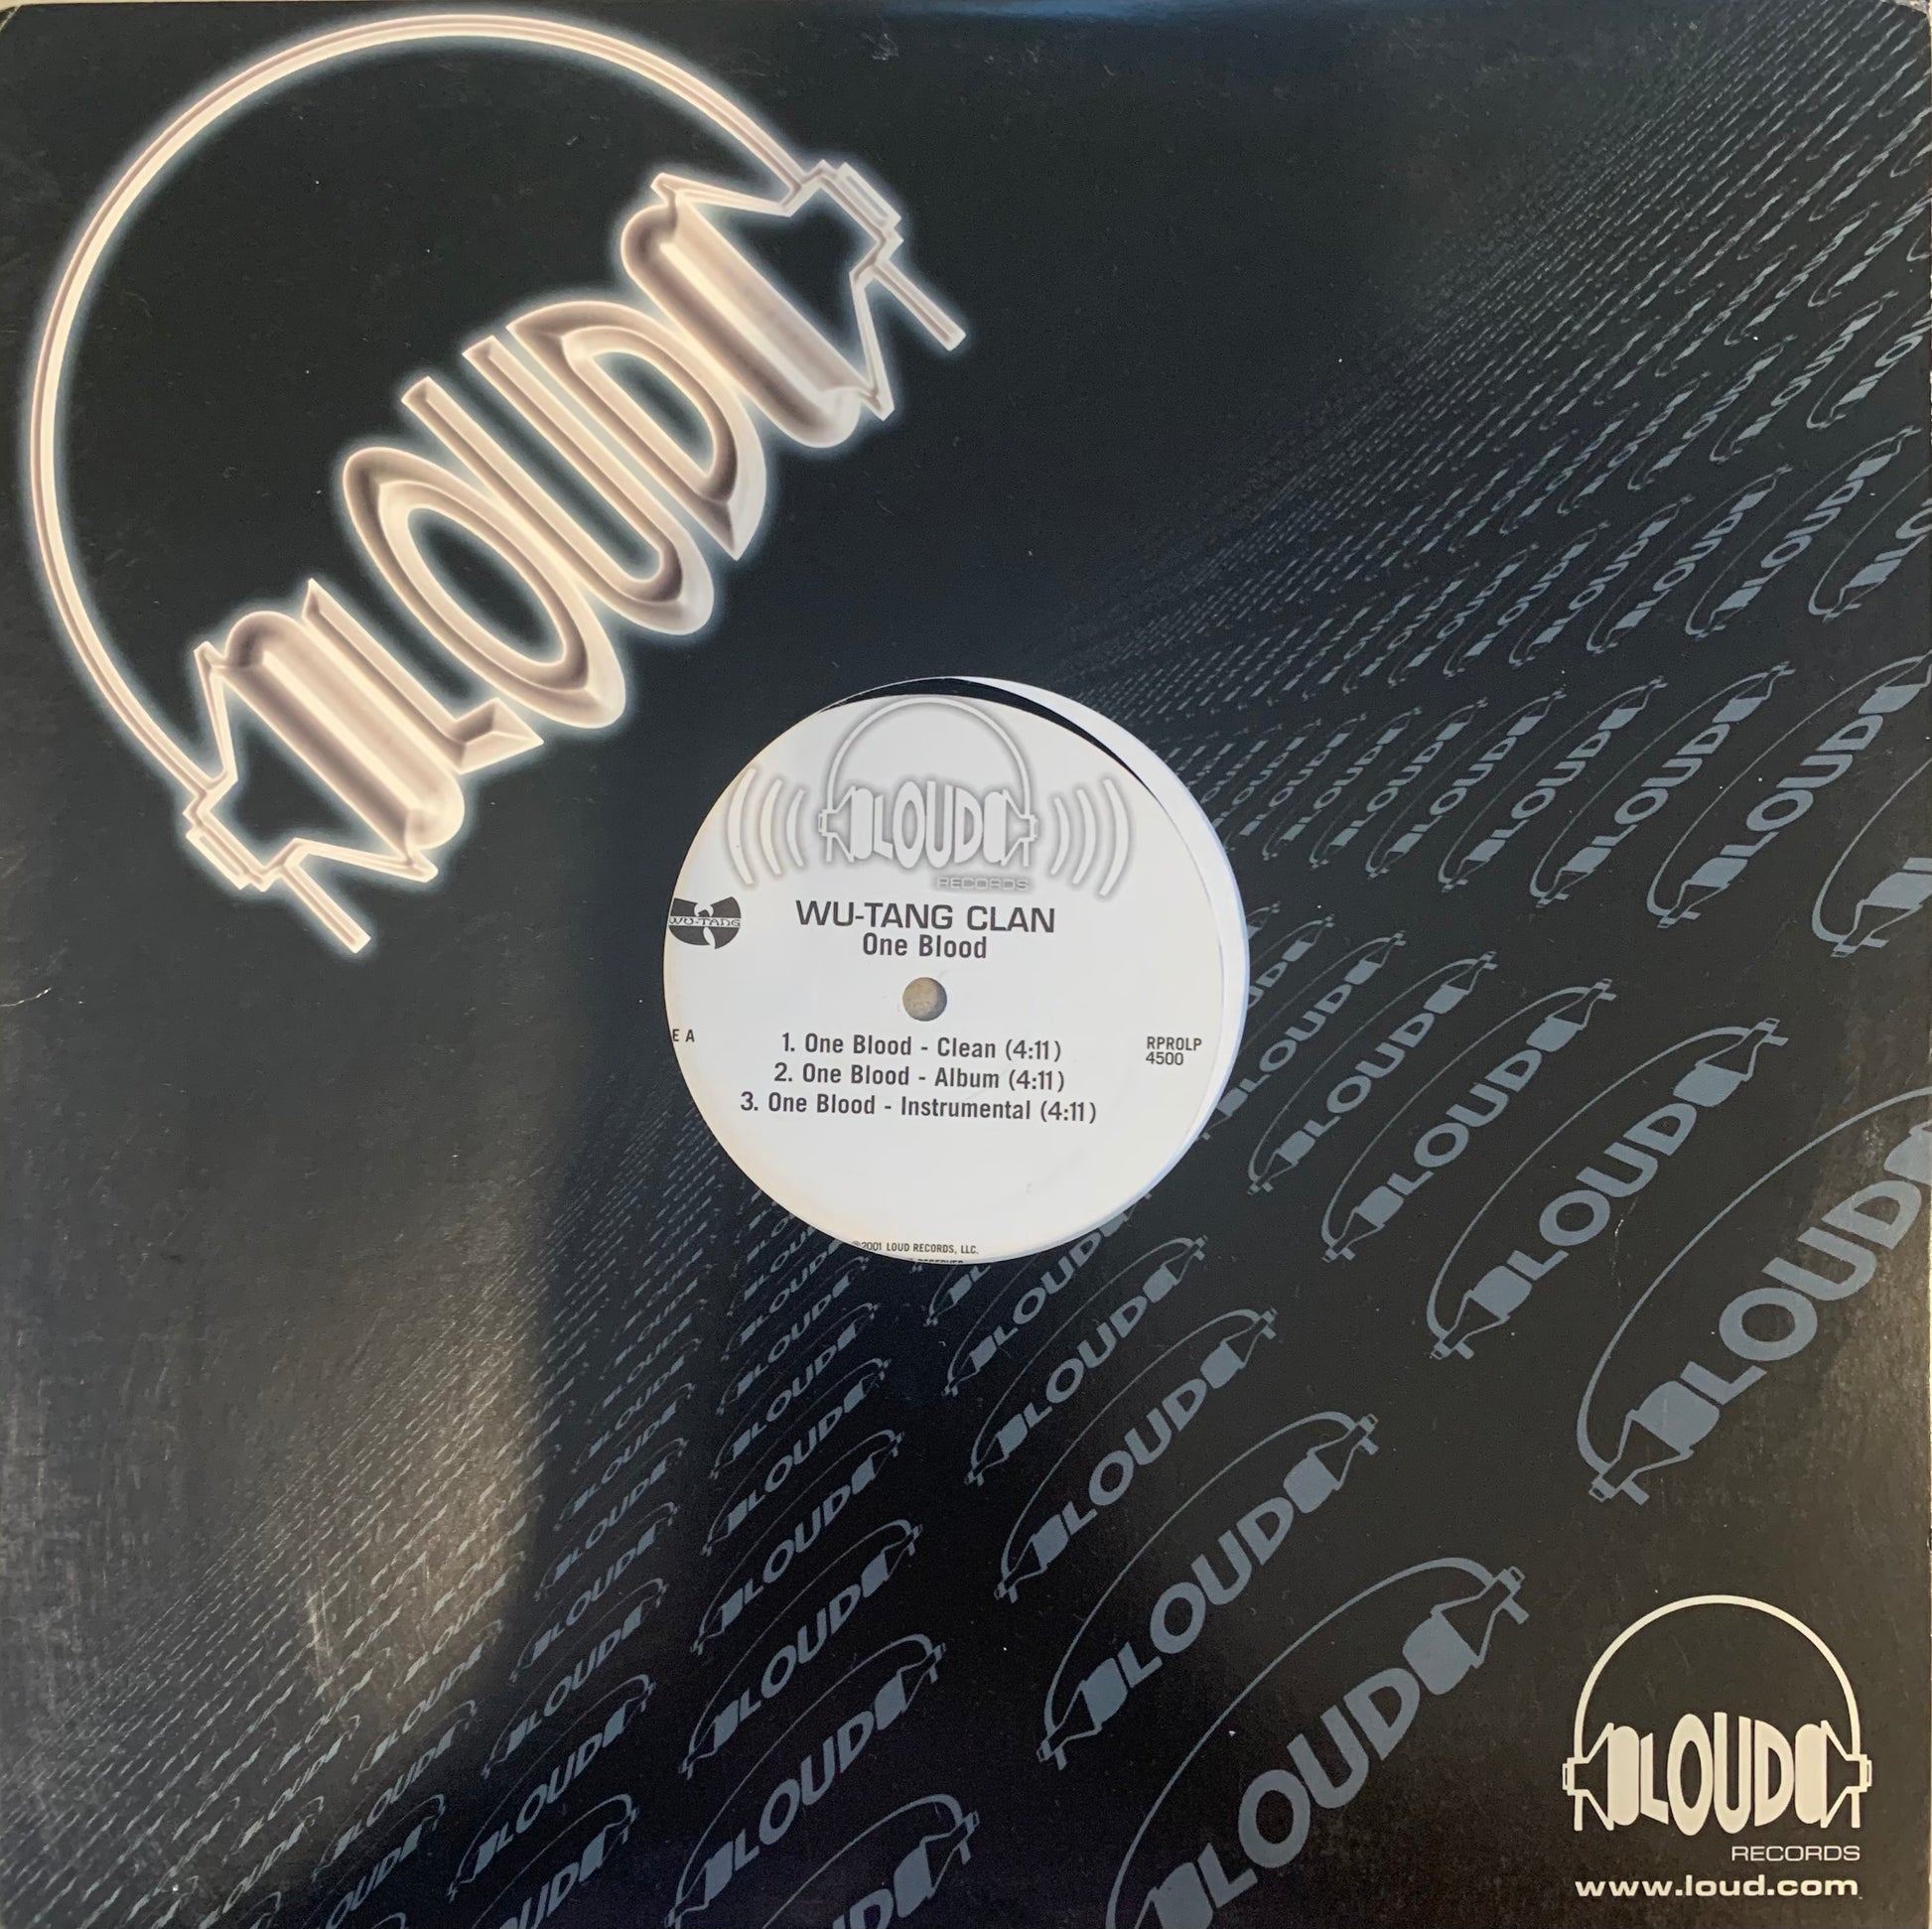 LOUD
LOUD
RECORDS
WU-TANG
WU-TANG CLAN
One Blood
E A
1. One Blood - Clean (4:11)
2. One Blood - Album (4:11)
3. One Blood - Instrumental (4:11)
RPROLP
4500
℗2001 LOUD RECORDS, LLC.
LOUD
RECORDS
www.loud.com